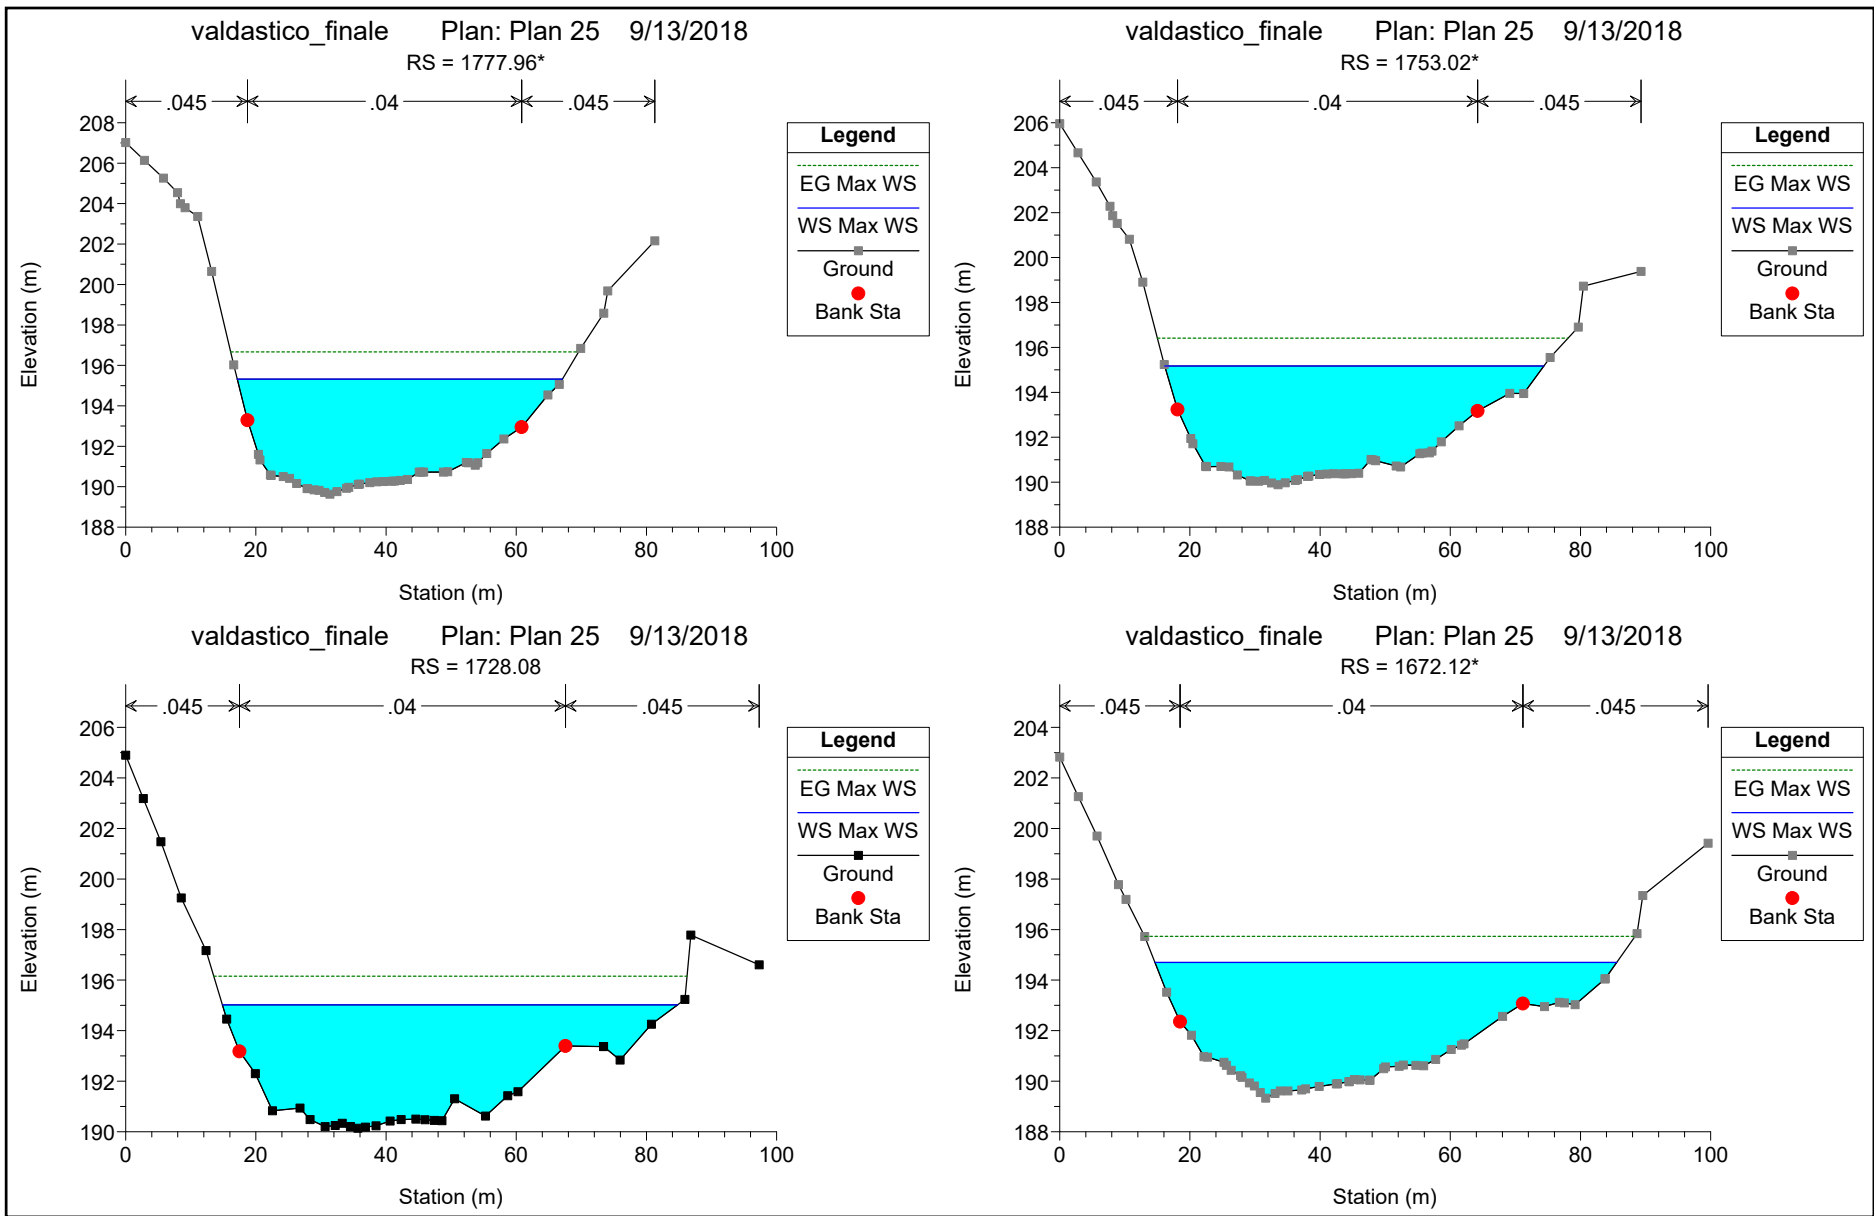 valdastico_finale Plan: Plan 25 9/13/2018
RS = 1777.96*
.045 .04 .045
208
206
204
202
200
198
196
194
192
190
188
0 20 40 60 80 100
Station (m)
Elevation (m)
Legend
EG Max WS
WS Max WS
Ground
Bank Sta
valdastico_finale Plan: Plan 25 9/13/2018
RS = 1753.02*
.045 .04 .045
206
204
202
200
198
196
194
192
190
188
0 20 40 60 80 100
Station (m)
Elevation (m)
Legend
EG Max WS
WS Max WS
Ground
Bank Sta
valdastico_finale Plan: Plan 25 9/13/2018
RS = 1728.08
.045 .04 .045
206
204
202
200
198
196
194
192
190
0 20 40 60 80 100
Station (m)
Elevation (m)
Legend
EG Max WS
WS Max WS
Ground
Bank Sta
valdastico_finale Plan: Plan 25 9/13/2018
RS = 1672.12*
.045 .04 .045
204
202
200
198
196
194
192
190
188
0 20 40 60 80 100
Station (m)
Elevation (m)
Legend
EG Max WS
WS Max WS
Ground
Bank Sta